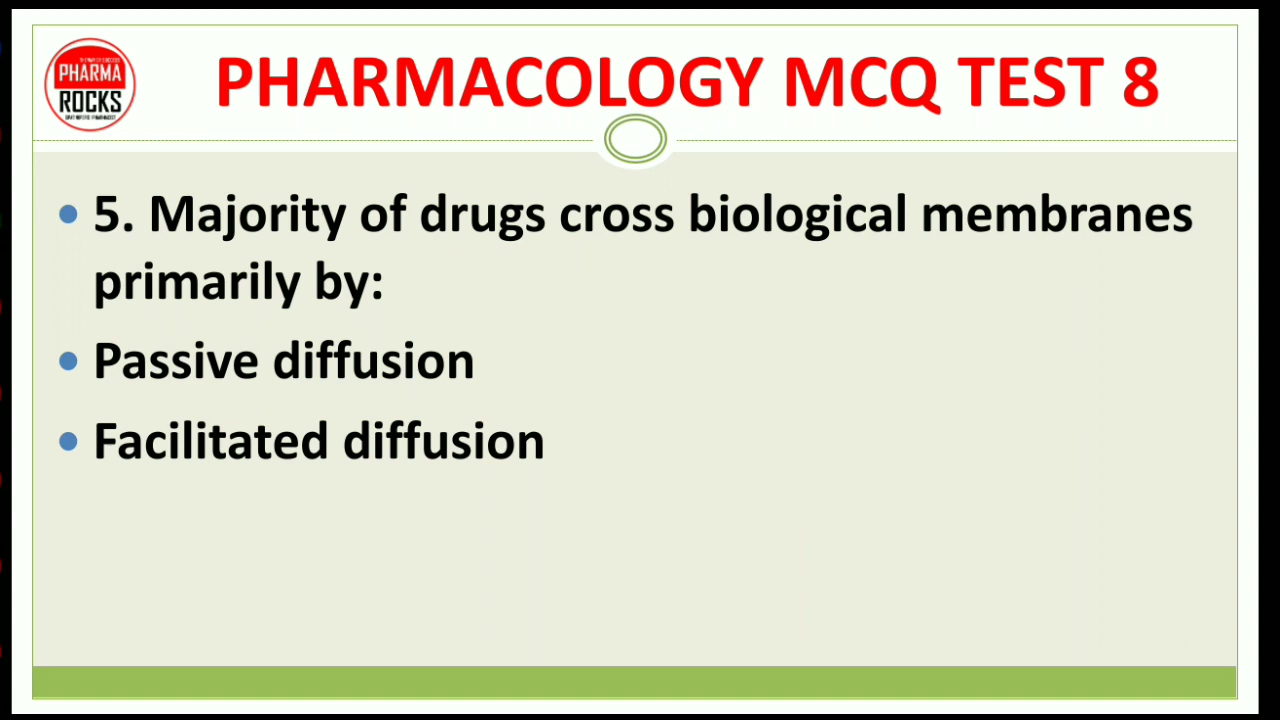 PHARMA
ROCKS
PHARMACOLOGY MCQ TEST 8
5. Majority of drugs cross biological membranes
primarily by:
Passive diffusion
Facilitated diffusion